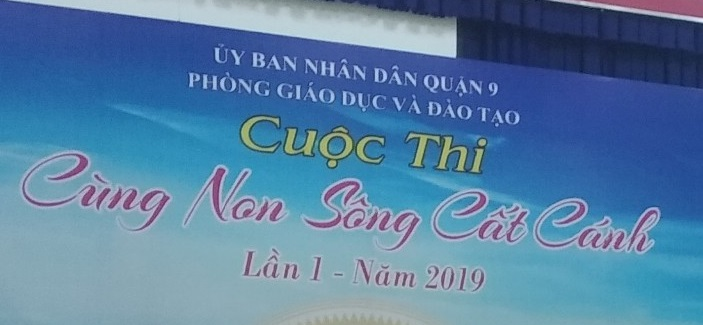 ỦY BAN NHÂN DÂN QUẬN 9
PHÒNG GIÁO DỤC VÀ ĐÀO TẠO
Cuộc Thi
Cùng Non Sông Cất Cánh
Lần 1 - Năm 2019